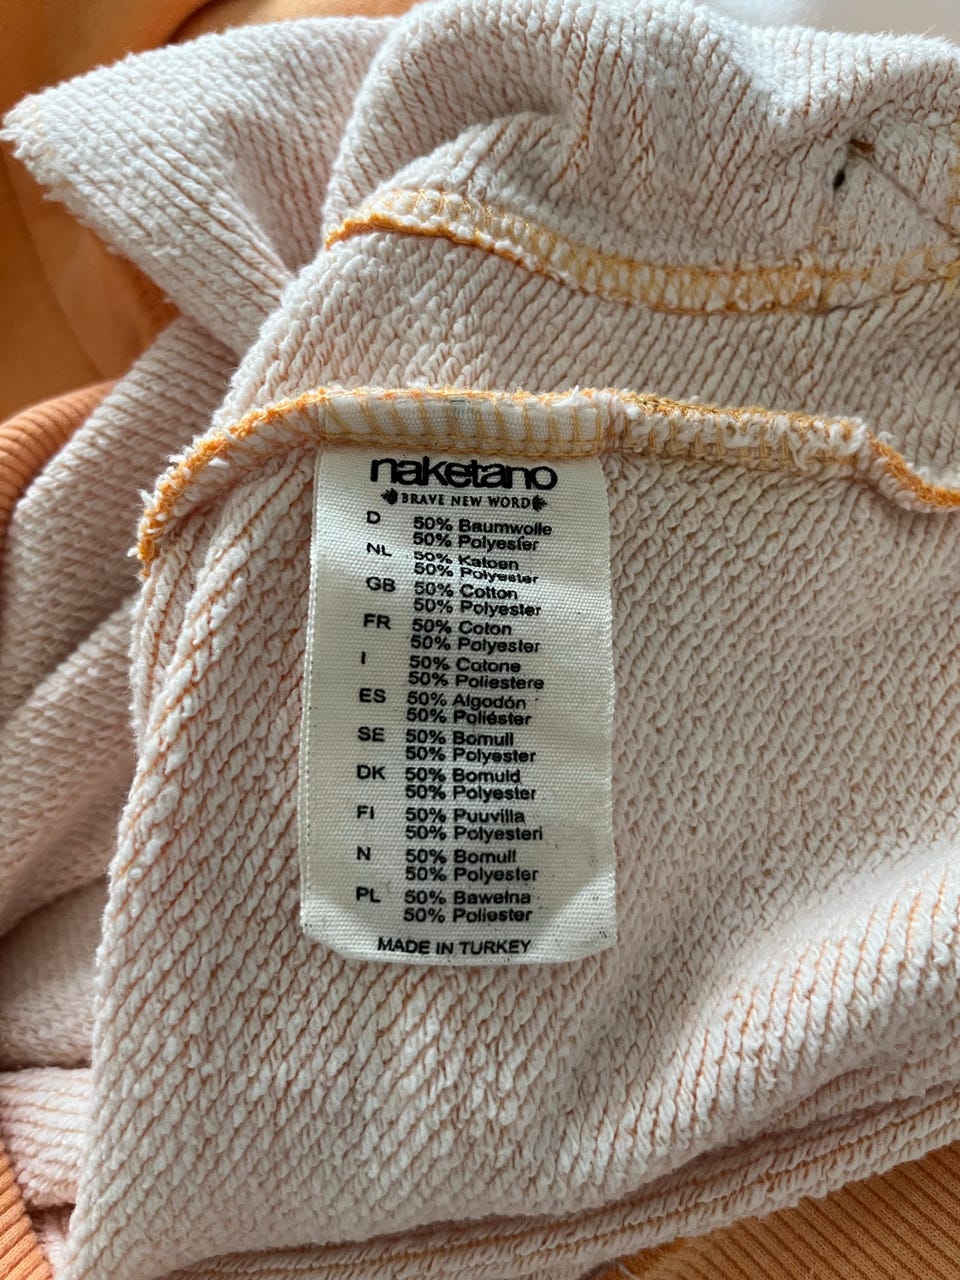 naketano
BRAVE NEW WORD
D 50% Baumwolle
50% Polyester
NL 50% Katoen
50% Polyester
GB 50% Cotton
50% Polyester
FR 50% Coton
50% Polyester
I 50% Cotone
50% Poliestere
ES 50% Algodón
50% Poliéster
SE 50% Bomull
50% Polyester
DK 50% Bomuld
50% Polyester
FI 50% Puuvilla
50% Polyesteri
N 50% Bomull
50% Polyester
PL 50% Bawełna
50% Poliester
MADE IN TURKEY